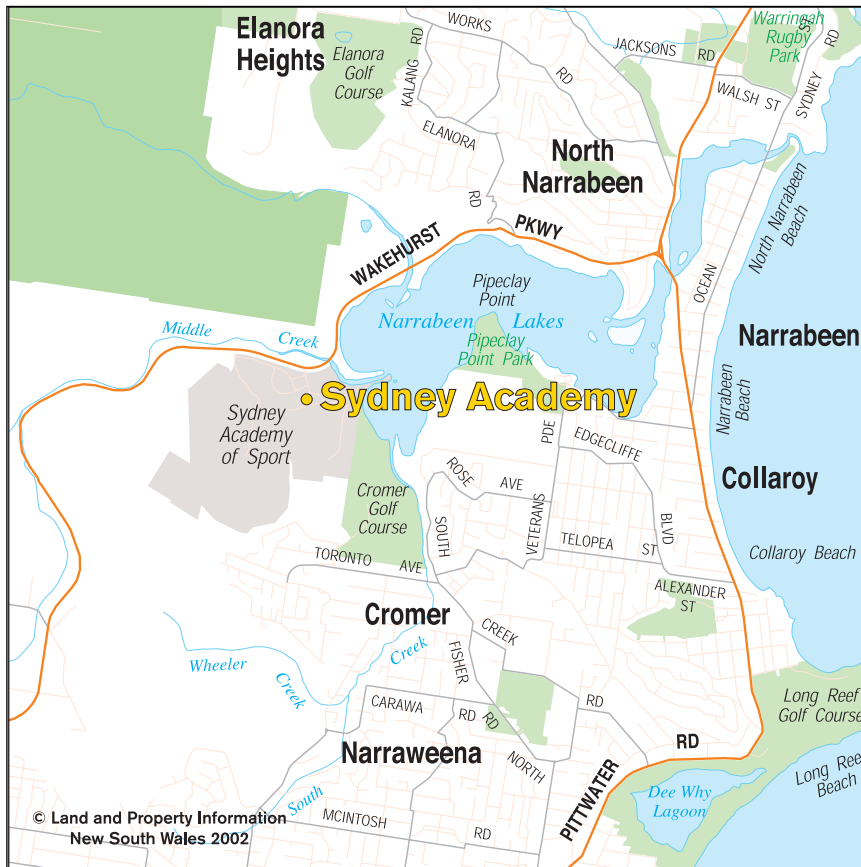 Elanora
Heights
Elanora
Golf
Course
KALANG RD
WORKS
RD
JACKSONS
RD
Warringah
Rugby
Park
WALSH ST
SYDNEY
RD
ST
ELANORA
RD
North
Narrabeen
WAKEHURST
PKWY
North Narrabeen
Beach
OCEAN
Pipeclay
Point
Narrabeen Lakes
Pipeclay
Point Park
Middle
Creek
Narrabeen
Narrabeen
Beach
Sydney Academy
Sydney
Academy
of Sport
PDE
EDGECLIFFE
BLVD
ROSE
AVE
VETERANS
SOUTH
Collaroy
Cromer
Golf
Course
TELOPEA ST
Collaroy Beach
TORONTO AVE
ALEXANDER
ST
Cromer
CREEK
RD
FISHER
RD
NORTH
Wheeler
Creek
Creek
South
CARAWA
RD
Narraweena
Long Reef
Golf Course
PITTWATER
RD
Long Reef
Beach
Dee Why
Lagoon
MCINTOSH
RD
© Land and Property Information
New South Wales 2002